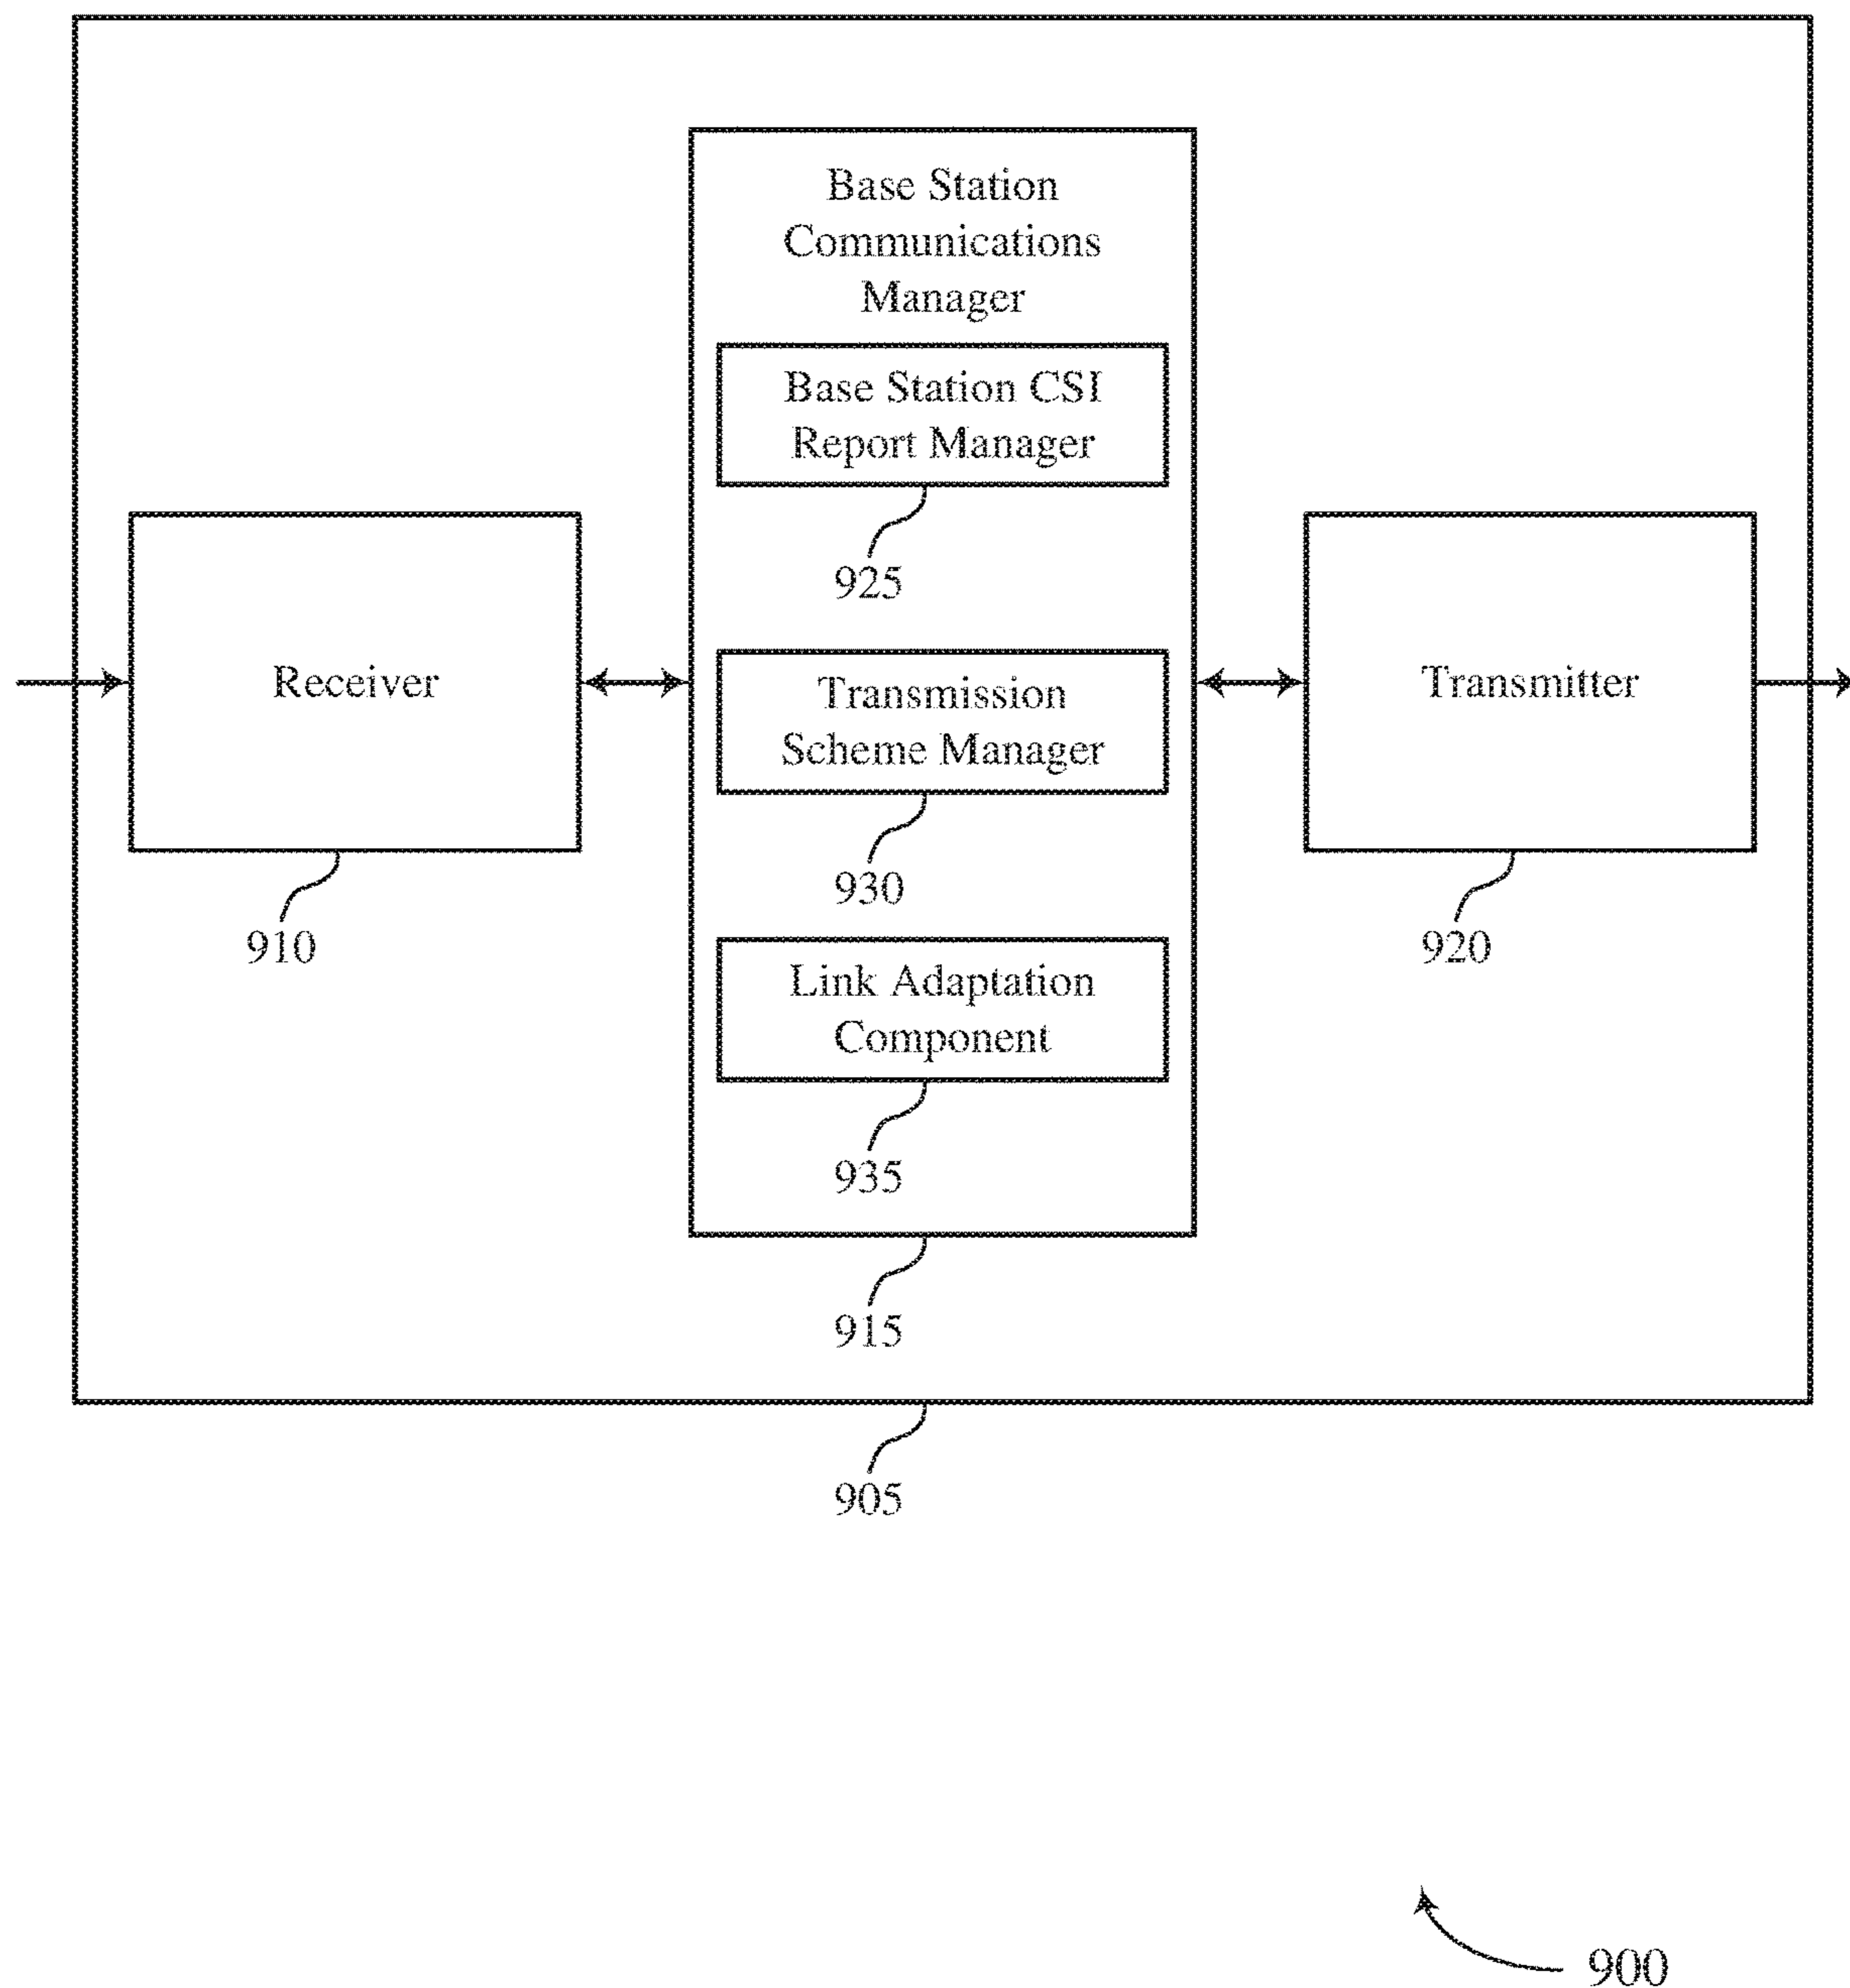 Base Station
Communications
Manager
Base Station CSI
Report Manager
925
Receiver
Transmission
Scheme Manager
Transmitter
930
910
920
Link Adaptation
Component
935
915
905
900